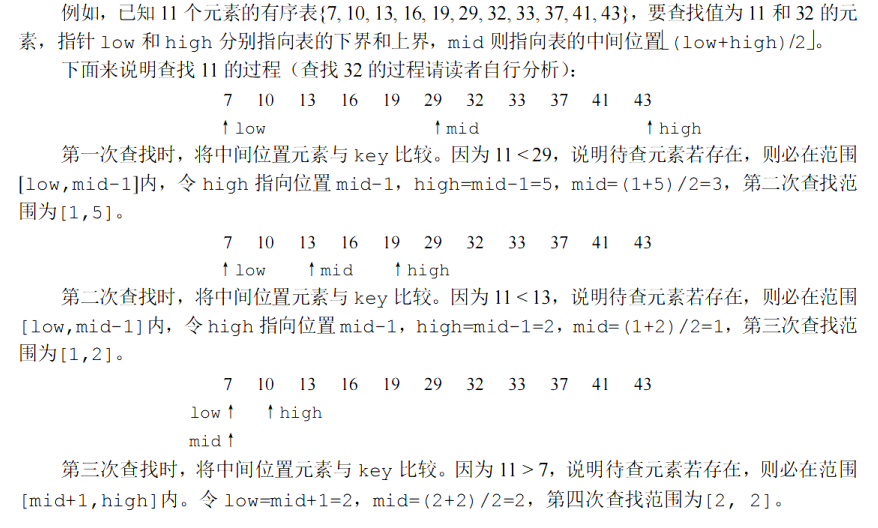 例如，已知 11 个元素的有序表{7, 10, 13, 16, 19, 29, 32, 33, 37, 41, 43}，要查找值为 11 和 32 的元
素，指针 low 和 high 分别指向表的下界和上界，mid 则指向表的中间位置⌊(low+high)/2⌋。
下面来说明查找 11 的过程（查找 32 的过程请读者自行分析）：
7 10 13 16 19 29 32 33 37 41 43
↑low ↑mid ↑high
第一次查找时，将中间位置元素与 key 比较。因为 11 < 29，说明待查元素若存在，则必在范围
[low,mid-1]内，令 high 指向位置 mid-1，high=mid-1=5，mid=(1+5)/2=3，第二次查找范
围为[1,5]。
7 10 13 16 19 29 32 33 37 41 43
↑low ↑mid ↑high
第二次查找时，将中间位置元素与 key 比较。因为 11 < 13，说明待查元素若存在，则必在范围
[low,mid-1]内，令 high 指向位置 mid-1，high=mid-1=2，mid=(1+2)/2=1，第三次查找范
围为[1,2]。
7 10 13 16 19 29 32 33 37 41 43
low↑ ↑high
mid↑
第三次查找时，将中间位置元素与 key 比较。因为 11 > 7，说明待查元素若存在，则必在范围
[mid+1,high]内。令 low=mid+1=2，mid=(2+2)/2=2，第四次查找范围为[2, 2]。